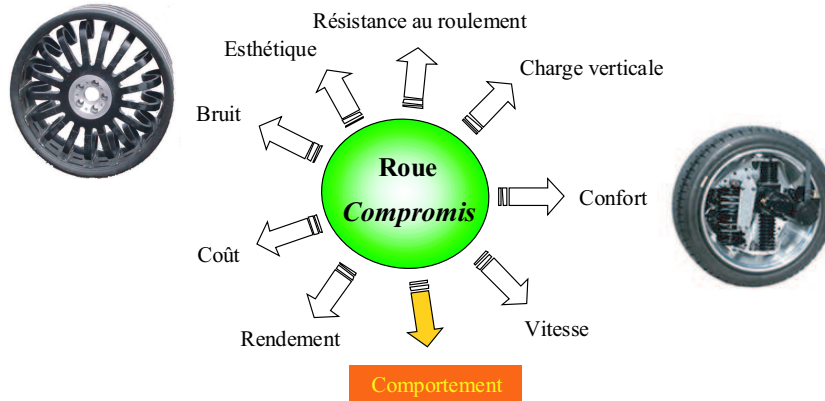 Résistance au roulement
Esthétique
Charge verticale
Bruit
Roue
Compromis
Confort
Coût
Vitesse
Rendement
Comportement